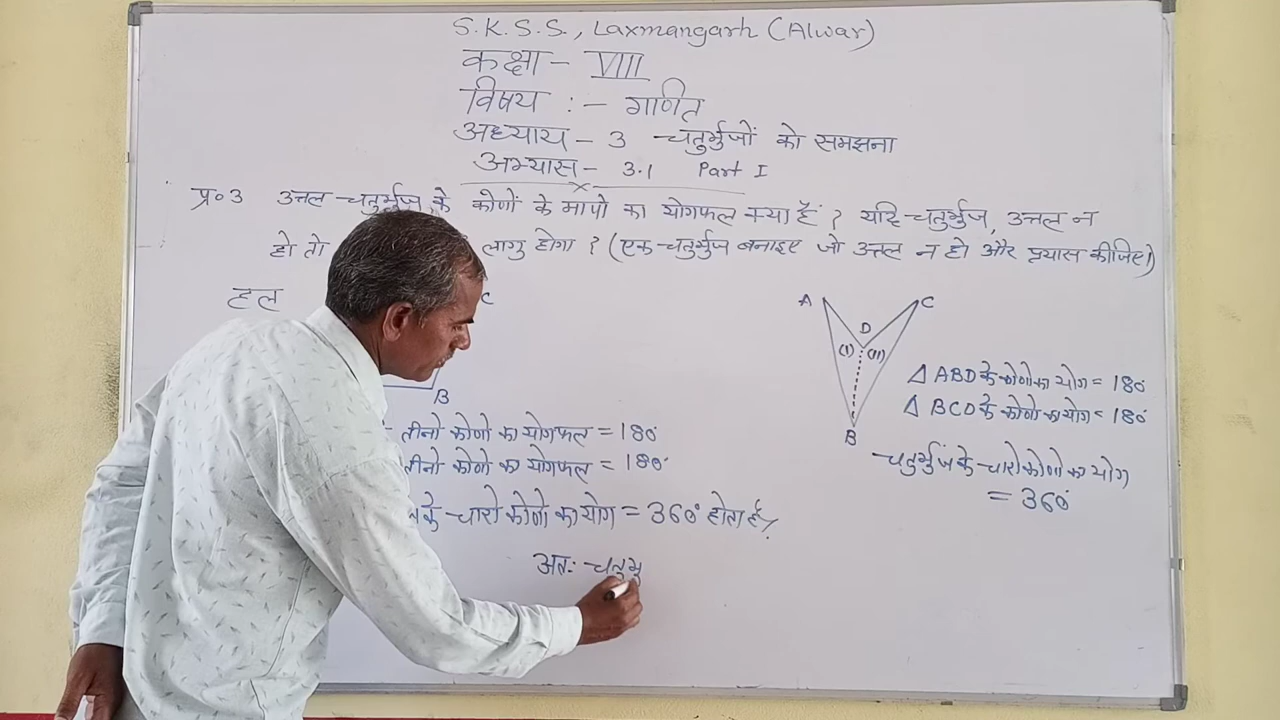 S.K.S.S., Laxmangarh (Alwar)
कक्षा - VIII
विषय :- गणित
अध्याय - 3 चतुर्भुजों को समझना
अभ्यास - 3.1 Part I
प्र० 3 उत्तल चतुर्भुज के कोणों के मापो का योगफल क्या हैं ? यदि चतुर्भुज, उत्तल न
हो तो लागु होगा ? (एक चतुर्भुज बनाइए जो उत्तल न हो और प्रयास कीजिए।)
हल
C
B
तीनो कोणो का योगफल = 180°
तीनो कोणो का योगफल = 180°
के चारो कोणो का योग = 360° होता है,
अतः चतुर्भु
A C
D
(I) (II)
B
△ ABD के कोणो का योग = 180°
△ BCD के कोणो का योग = 180°
चतुर्भुज के चारो कोणो का योग
= 360°